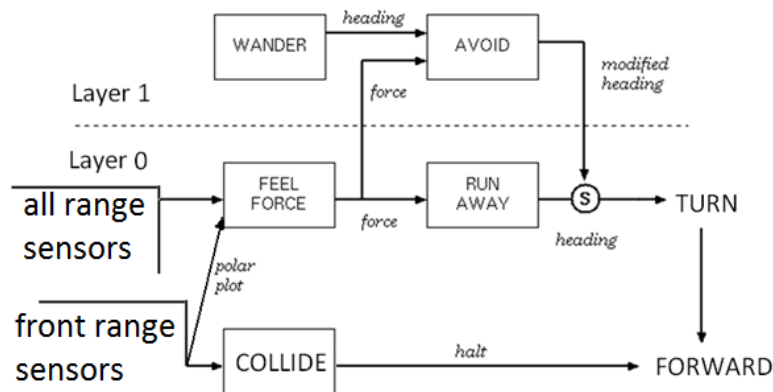 heading
WANDER
AVOID
modified
heading
force
Layer 1
Layer 0
all range
sensors
FEEL
FORCE
force
RUN
AWAY
S
heading
TURN
polar
plot
front range
sensors
COLLIDE
halt
FORWARD